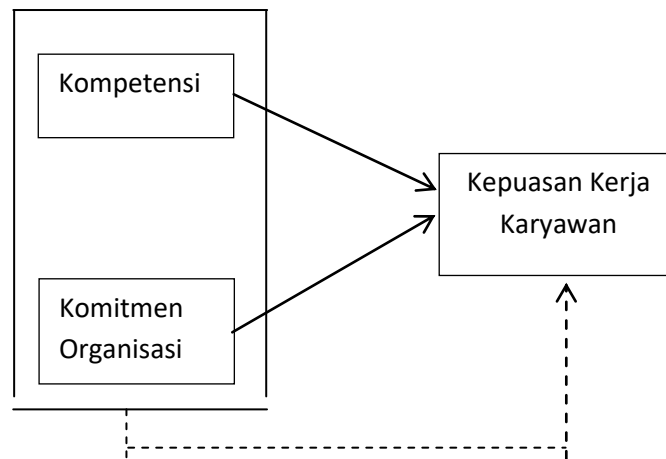 Kompetensi
Kepuasan Kerja
Karyawan
Komitmen
Organisasi